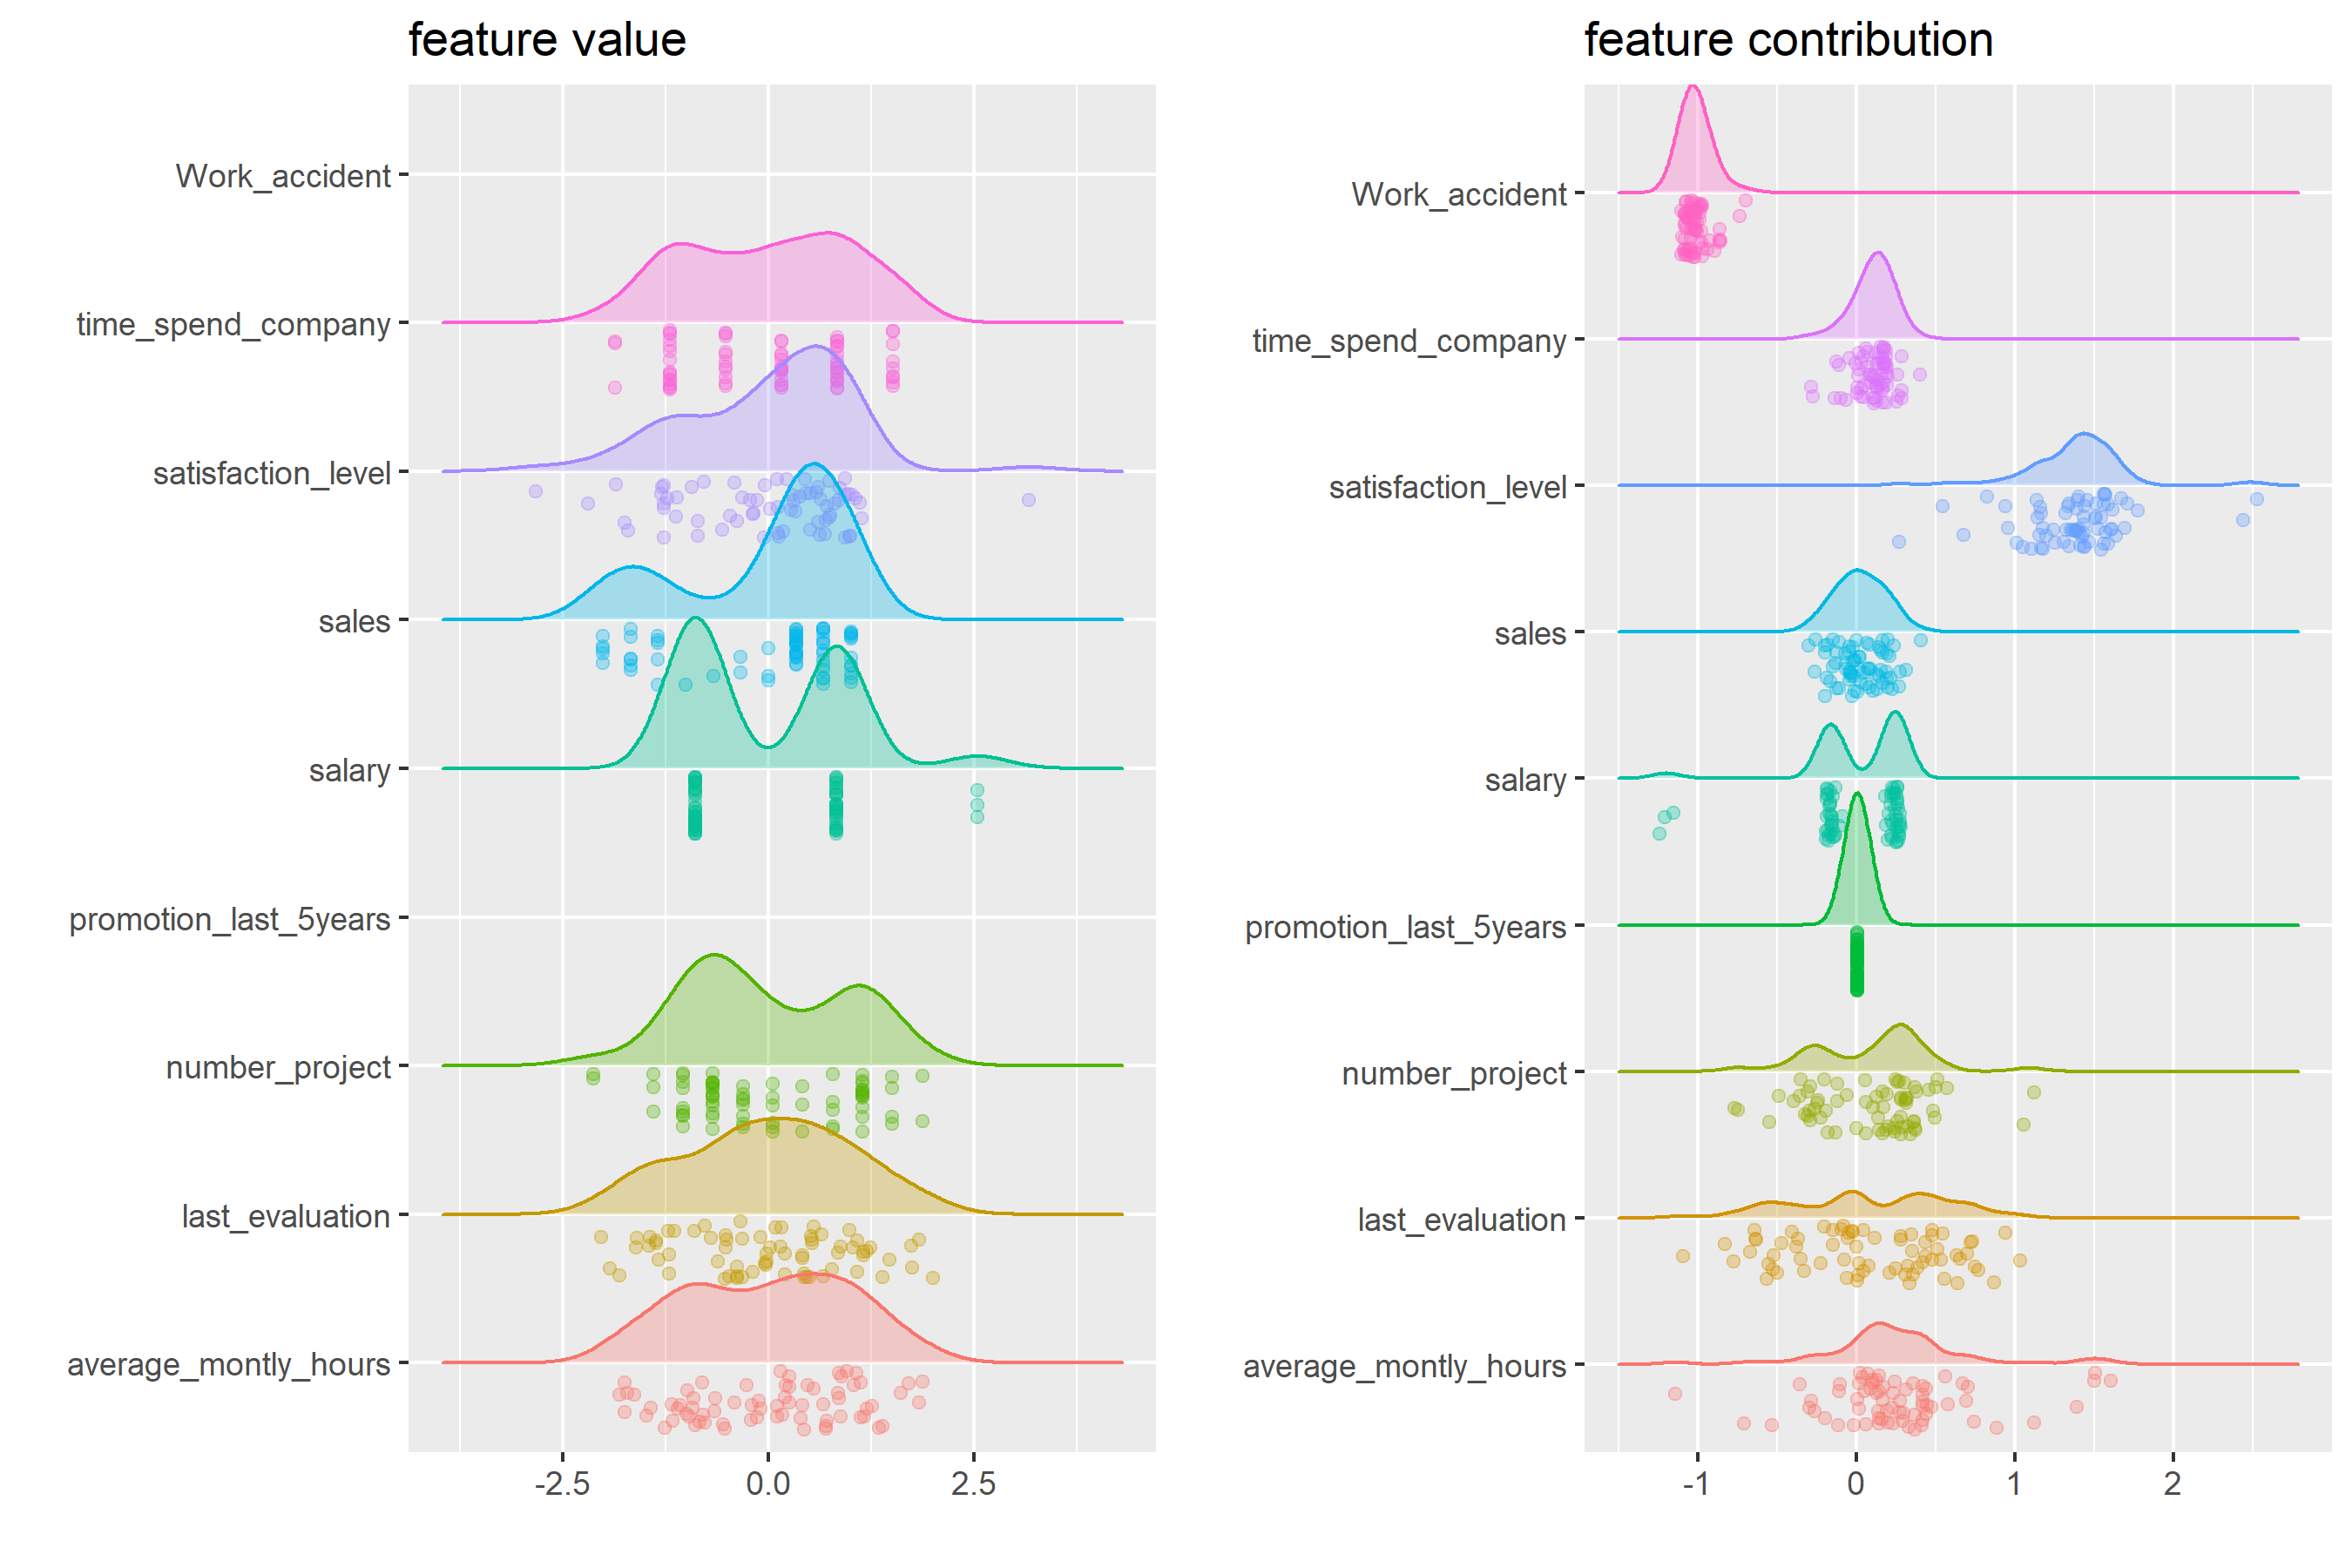 feature value
Work_accident
time_spend_company
satisfaction_level
sales
salary
promotion_last_5years
number_project
last_evaluation
average_montly_hours
-2.5 0.0 2.5
feature contribution
Work_accident
time_spend_company
satisfaction_level
sales
salary
promotion_last_5years
number_project
last_evaluation
average_montly_hours
-1 0 1 2